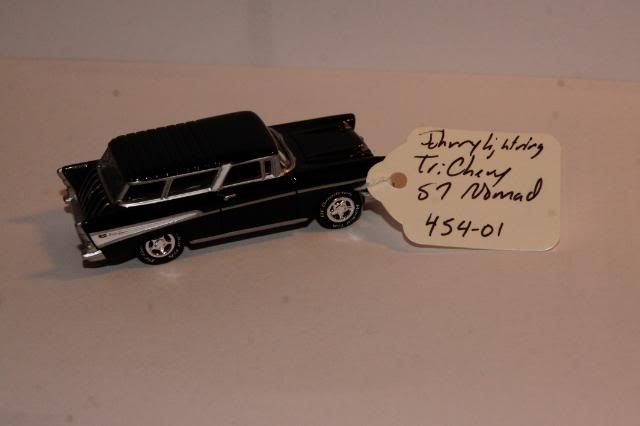 Johnny Lightning
Tri Chevy
57 Nomad
454-01